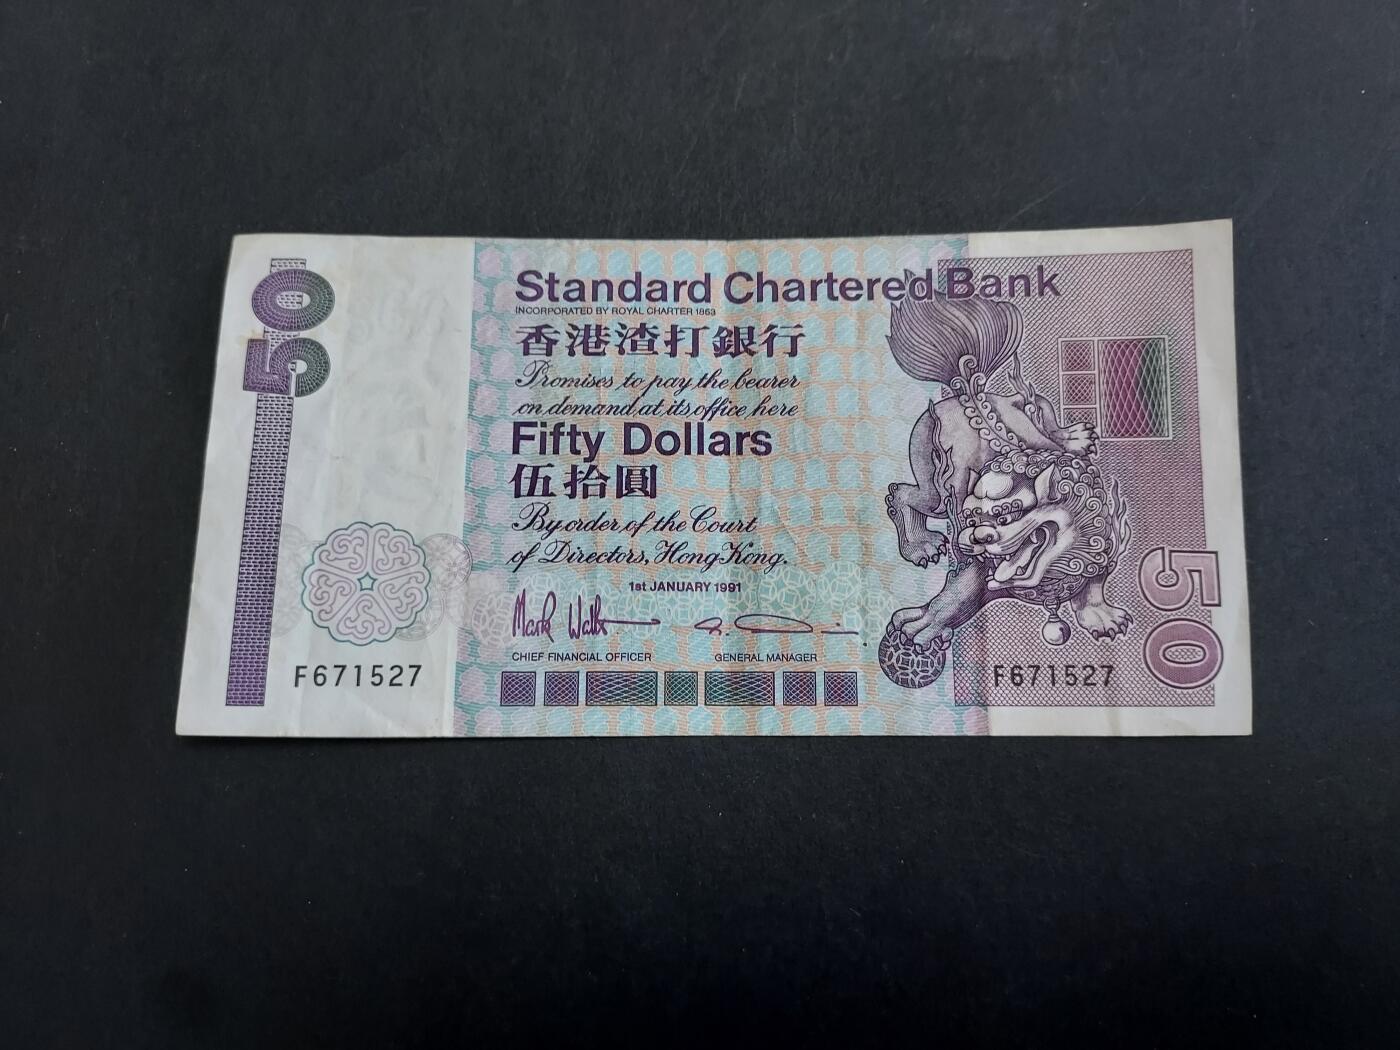 50
Standard Chartered Bank
INCORPORATED BY ROYAL CHARTER 1853
香港渣打銀行
Promises to pay the bearer
on demand at its office here
Fifty Dollars
伍拾圓
By order of the Court
of Directors, Hong Kong.
1st JANUARY 1991
CHIEF FINANCIAL OFFICER
GENERAL MANAGER
F671527
F671527
50